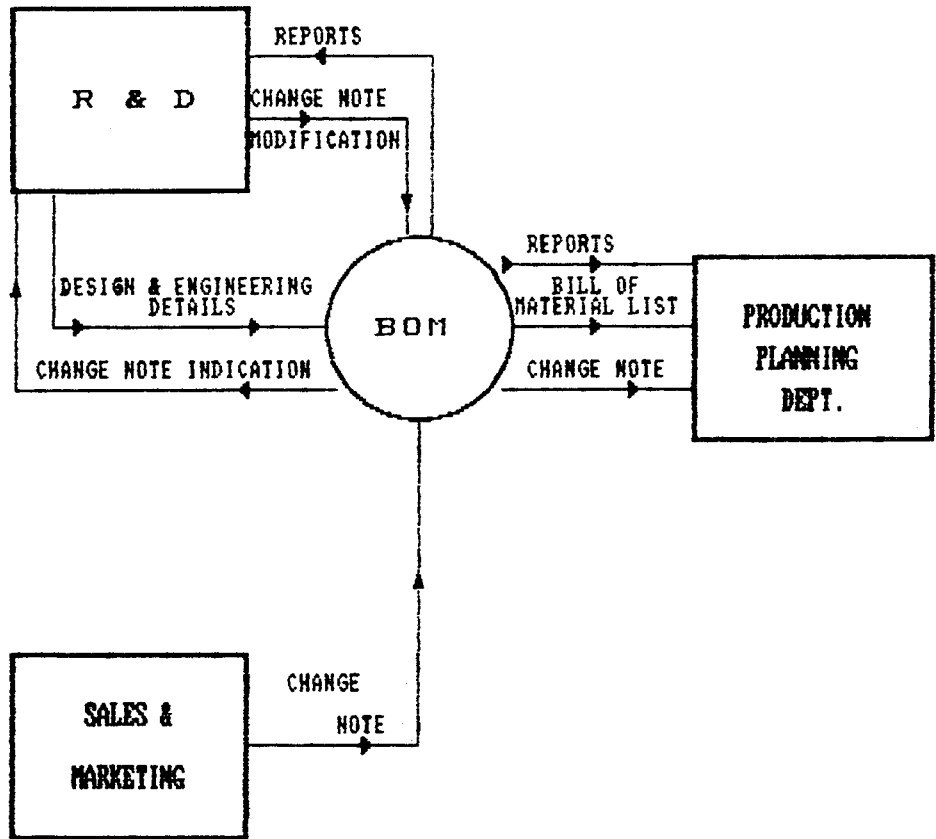 REPORTS
R & D
CHANGE NOTE
MODIFICATION
REPORTS
DESIGN & ENGINEERING
DETAILS
BILL OF
MATERIAL LIST
BOM
PRODUCTION
PLANNING
DEPT.
CHANGE NOTE INDICATION
CHANGE NOTE
CHANGE
NOTE
SALES &
MARKETING